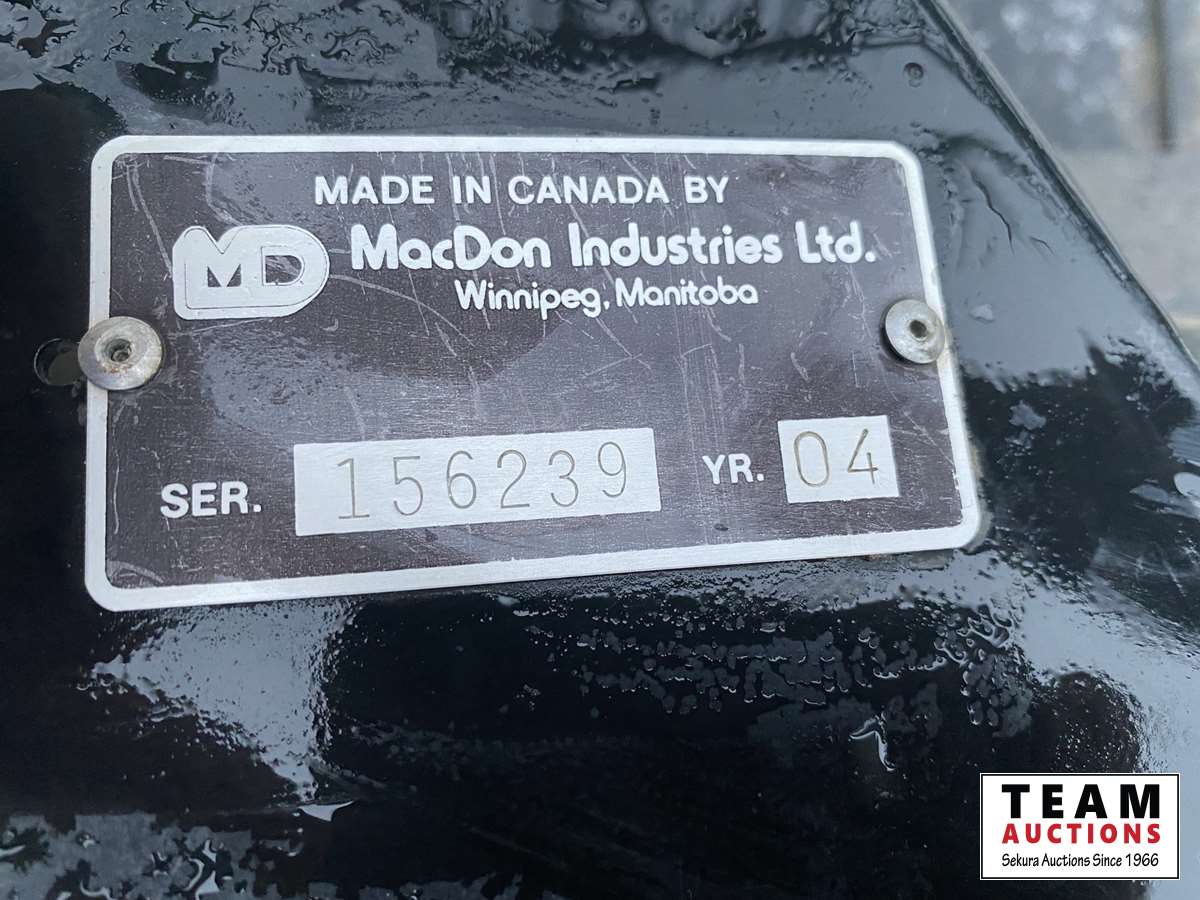 MADE IN CANADA BY
MD
MacDon Industries Ltd.
Winnipeg, Manitoba
SER. 156239 YR. 04
TEAM
AUCTIONS
Sekura Auctions Since 1966